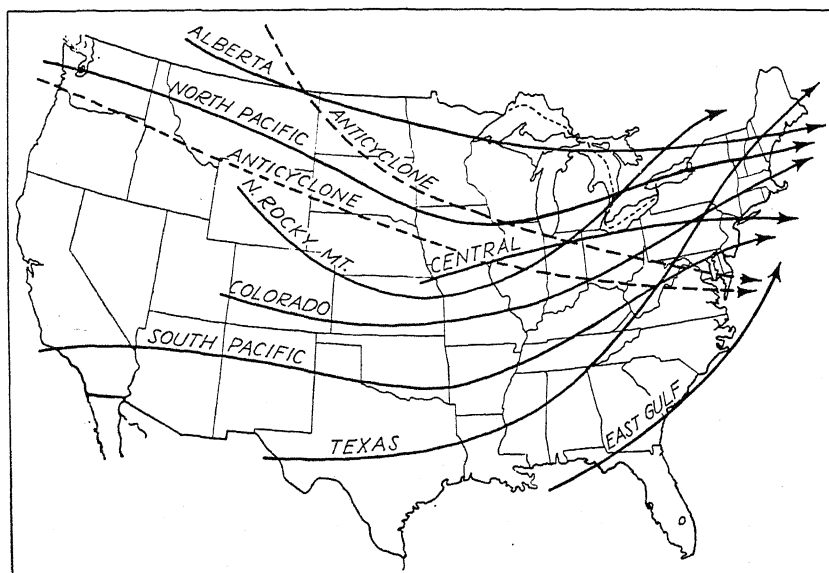 ALBERTA
NORTH PACIFIC
ANTICYCLONE
ANTICYCLONE
N. ROCKY MT.
CENTRAL
COLORADO
SOUTH PACIFIC
TEXAS
EAST GULF